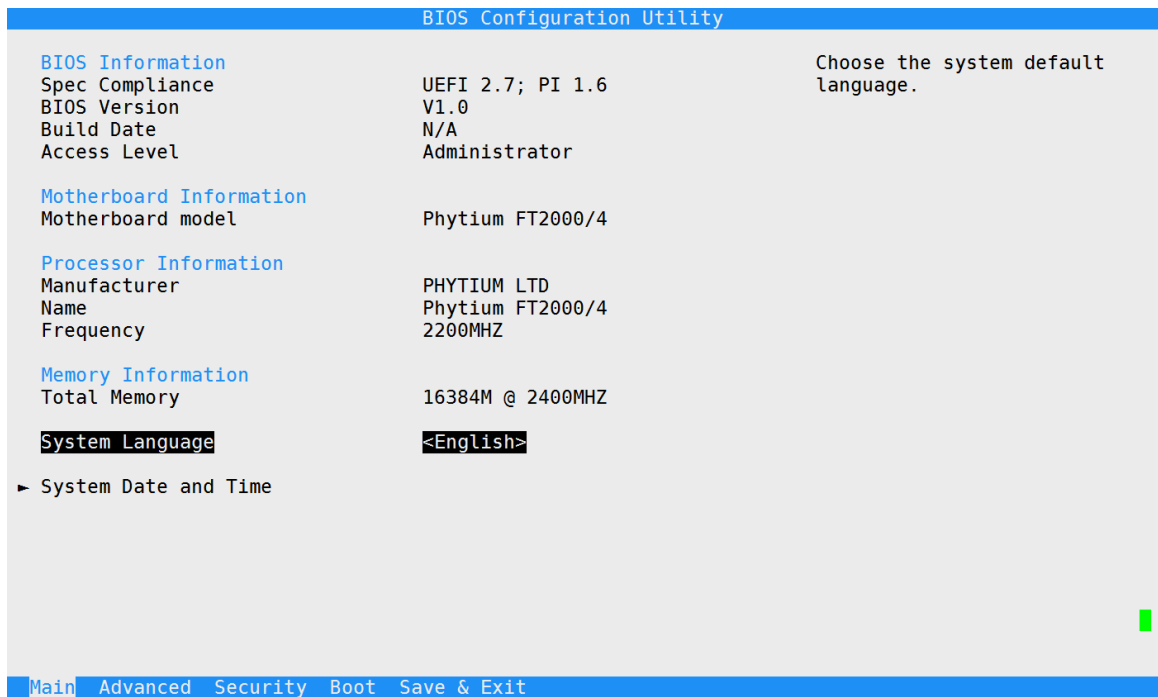 BIOS Configuration Utility
BIOS Information
Choose the system default
Spec Compliance UEFI 2.7; PI 1.6
language.
BIOS Version V1.0
Build Date N/A
Access Level Administrator
Motherboard Information
Motherboard model Phytium FT2000/4
Processor Information
Manufacturer PHYTIUM LTD
Name Phytium FT2000/4
Frequency 2200MHZ
Memory Information
Total Memory 16384M @ 2400MHZ
System Language <English>
► System Date and Time
Main Advanced Security Boot Save & Exit